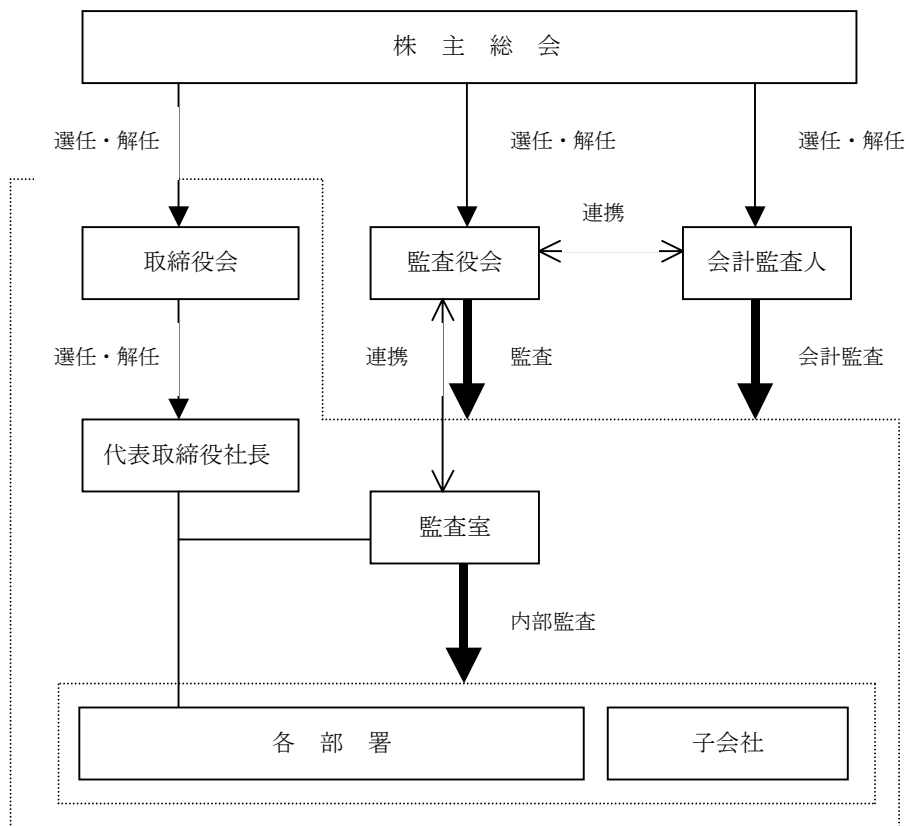 株　主　総　会
選任・解任
選任・解任
選任・解任
連携
取締役会
監査役会
会計監査人
選任・解任
連携
監査
会計監査
代表取締役社長
監査室
内部監査
各　部　署
子会社